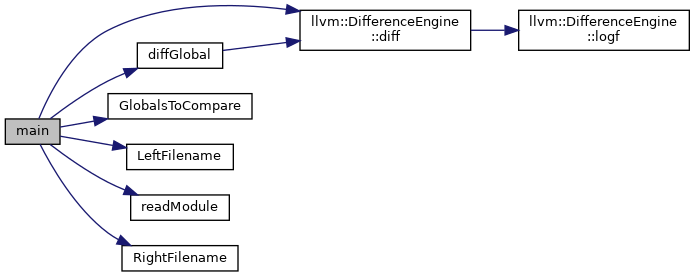 main
diffGlobal
GlobalsToCompare
LeftFilename
readModule
RightFilename
llvm::DifferenceEngine
::diff
llvm::DifferenceEngine
::logf